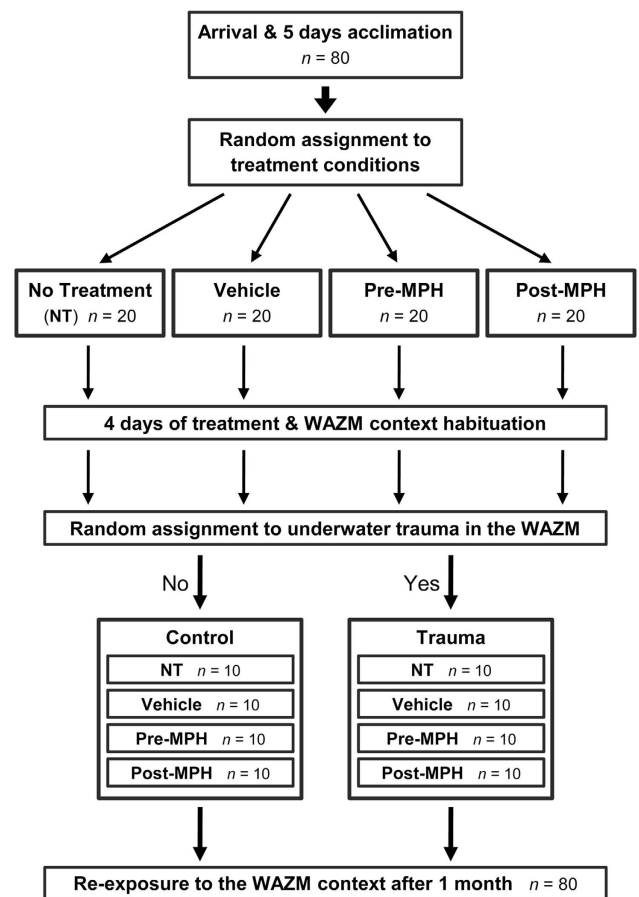 Arrival & 5 days acclimation
n = 80
Random assignment to
treatment conditions
No Treatment
(NT) n = 20
Vehicle
n = 20
Pre-MPH
n = 20
Post-MPH
n = 20
4 days of treatment & WAZM context habituation
Random assignment to underwater trauma in the WAZM
No
Yes
Control
NT n = 10
Vehicle n = 10
Pre-MPH n = 10
Post-MPH n = 10
Trauma
NT n = 10
Vehicle n = 10
Pre-MPH n = 10
Post-MPH n = 10
Re-exposure to the WAZM context after 1 month n = 80